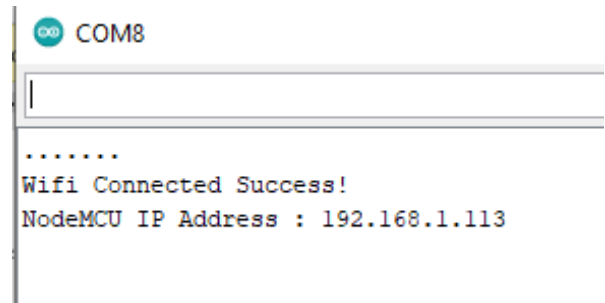 COM8
.......
Wifi Connected Success!
NodeMCU IP Address : 192.168.1.113